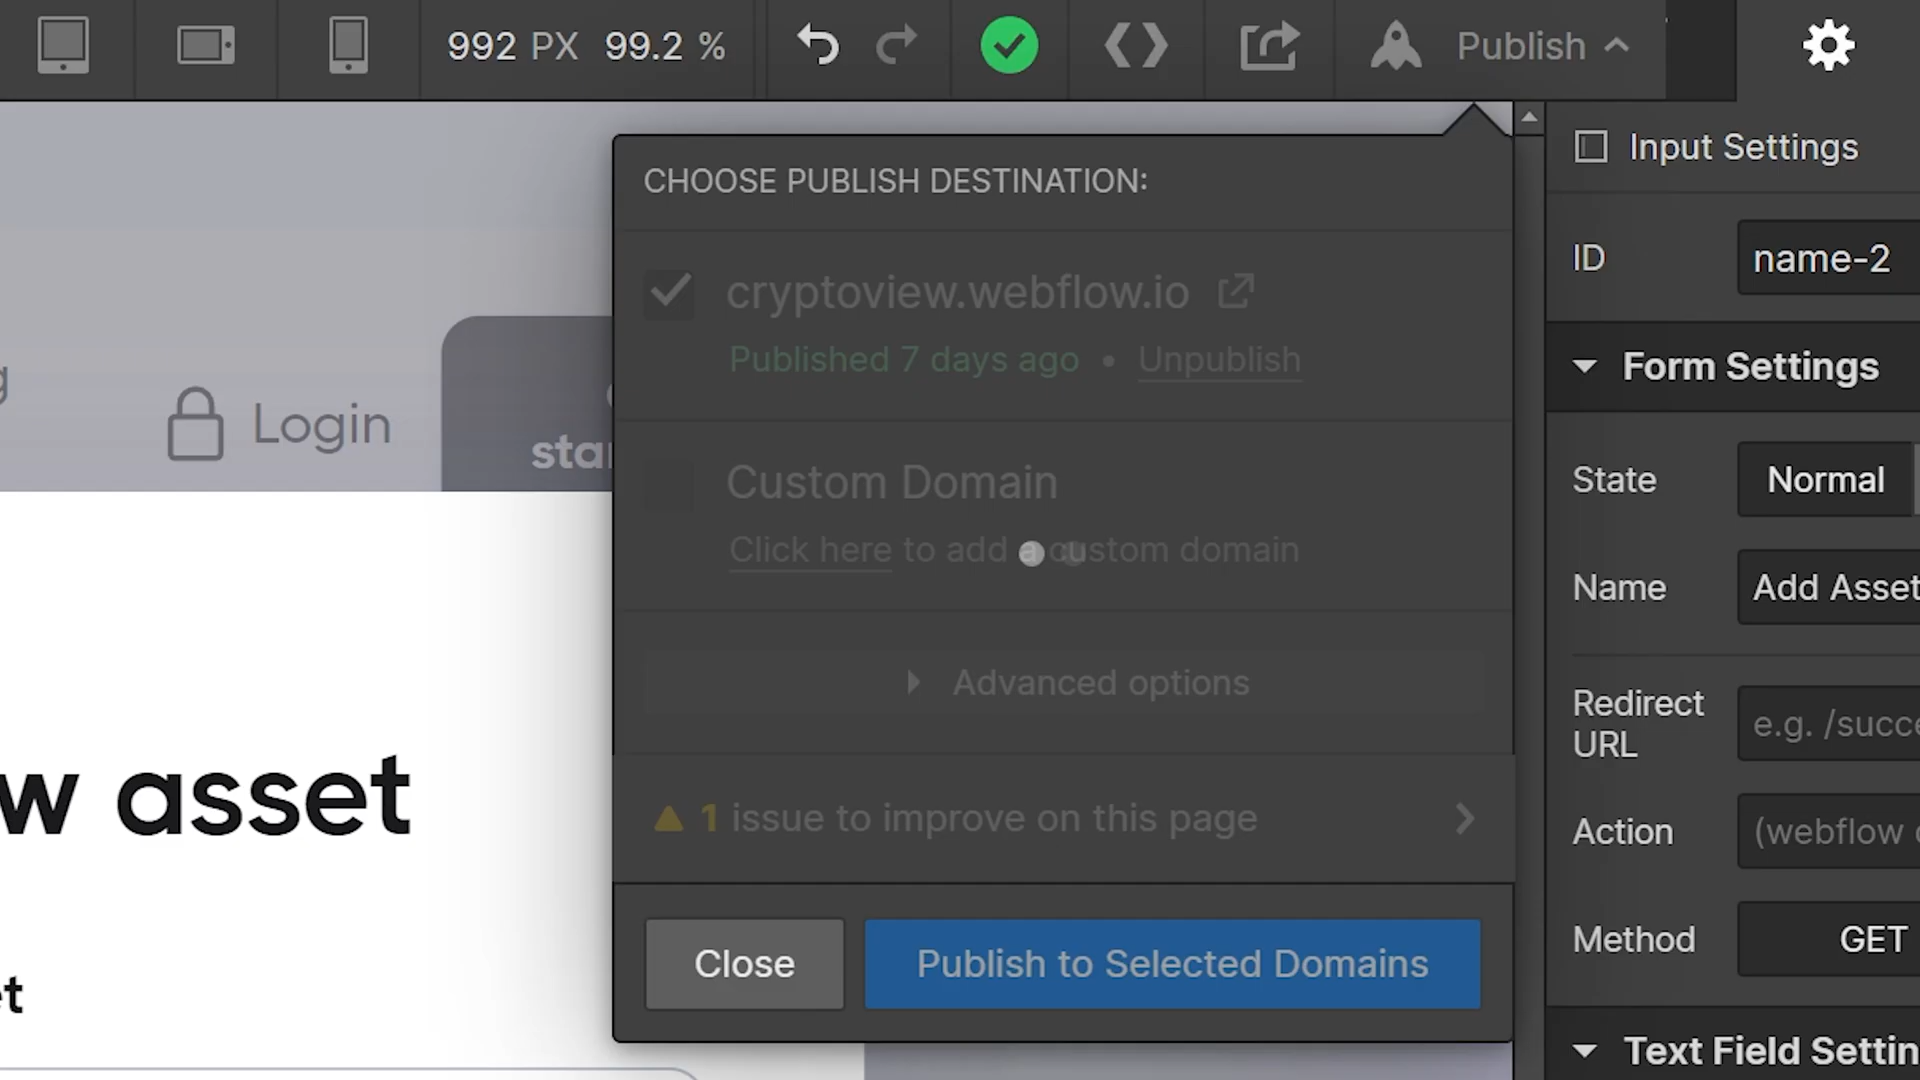 992 PX 99.2 %
Publish
CHOOSE PUBLISH DESTINATION:
cryptoview.webflow.io
Published 7 days ago • Unpublish
Custom Domain
Click here to add a custom domain
Advanced options
1 issue to improve on this page
Close
Publish to Selected Domains
Login
asset
Input Settings
ID
name-2
Form Settings
State
Normal
Name
Add Asset
Redirect
URL
e.g. /succe
Action
(webflow
Method
GET
Text Field Settin